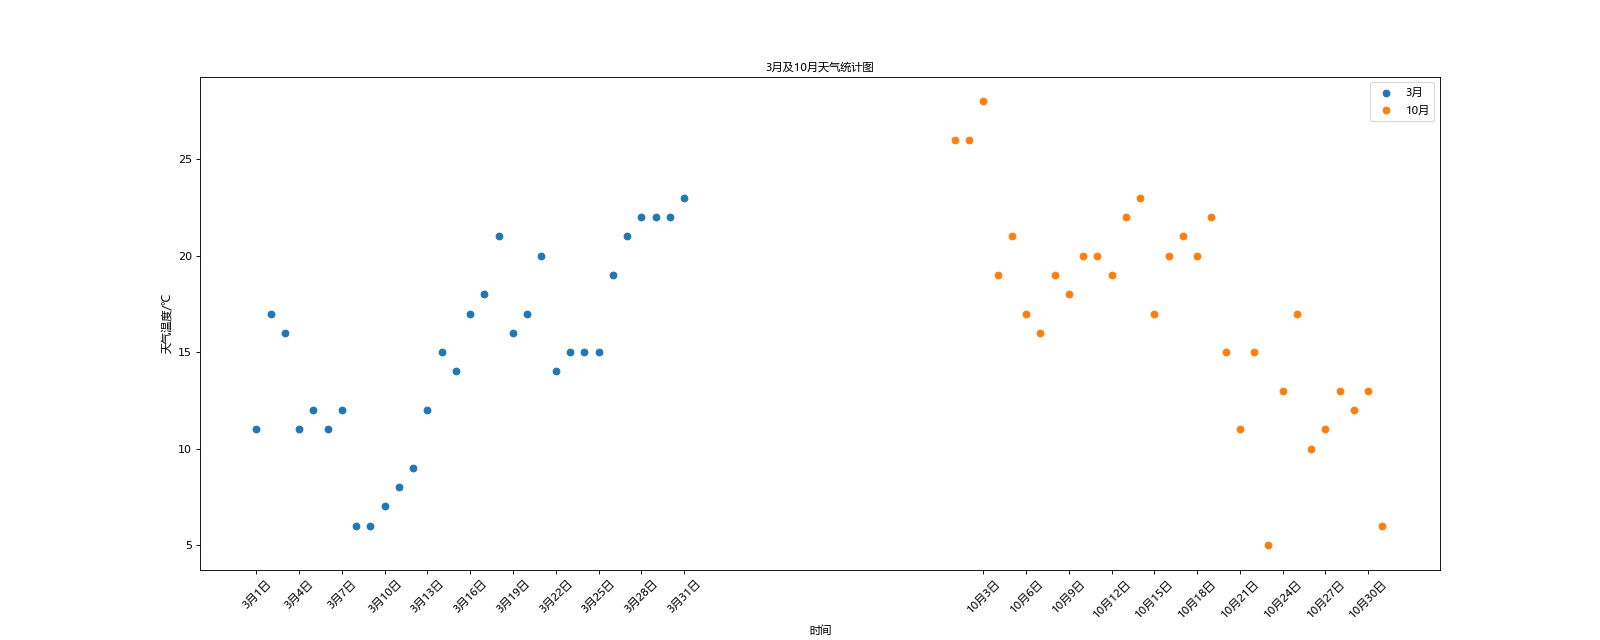 3月及10月天气统计图
3月
10月
25
20
15
10
5
天气温度/℃
3月1日
3月4日
3月7日
3月10日
3月13日
3月16日
3月19日
3月22日
3月25日
3月28日
3月31日
10月3日
10月6日
10月9日
10月12日
10月15日
10月18日
10月21日
10月24日
10月27日
10月30日
时间